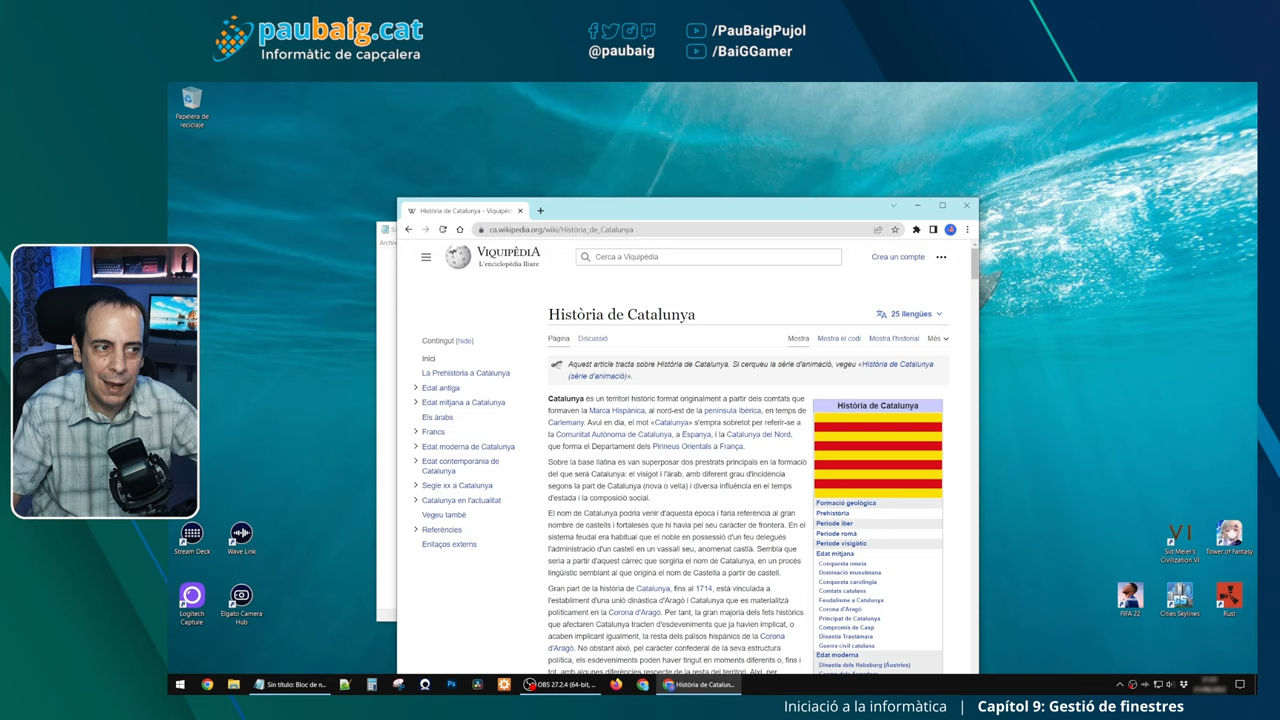 paubaig.cat
Informàtic de capçalera
@paubaig
/PauBaigPujol
/BaiGGamer
Papelera de
reciclaje
Història de Catalunya - Viquipèdi
ca.wikipedia.org/wiki/Història_de_Catalunya
Archiv
VIQUIPÈDIA
L'enciclopèdia lliure
Cerca a Viquipèdia
Crea un compte
Història de Catalunya
25 llengües
Contingut [hide]
Inici
La Prehistòria a Catalunya
Edat antiga
Edat mitjana a Catalunya
Els àrabs
Francs
Edat moderna de Catalunya
Edat contemporània de
Catalunya
Segle xx a Catalunya
Catalunya en l'actualitat
Vegeu també
Referències
Enllaços externs
Pàgina Discussió Mostra Mostra el codi Mostra l'historial Més
Aquest article tracta sobre Història de Catalunya. Si cerqueu la sèrie d'animació, vegeu «Història de Catalunya
(sèrie d'animació)».
Catalunya és un territori històric format originalment a partir dels comtats que
formaven la Marca Hispànica, al nord-est de la península Ibèrica, en temps de
Carlemany. Avui en dia, el mot «Catalunya» s'empra sobretot per referir-se a
la Comunitat Autònoma de Catalunya, a Espanya, i la Catalunya del Nord,
que forma el Departament dels Pirineus Orientals a França.
Sobre la base llatina es van superposar dos prestrats principals en la formació
del que serà Catalunya: el visigot i l'àrab, amb diferent grau d'incidència
segons la part de Catalunya (nova o vella) i diversa influència en el temps
d'estada i la composició social.
El nom de Catalunya podria venir d'aquesta època i faria referència al gran
nombre de castells i fortaleses que hi havia pel seu caràcter de frontera. En el
sistema feudal era habitual que el noble en possessió d'un feu delegués
l'administració d'un castell en un vassall seu, anomenat castlà. Sembla que
seria a partir d'aquest càrrec que sorgiria el nom de Catalunya, en un procés
lingüístic semblant al que originà el nom de Castella a partir de castell.
Gran part de la història de Catalunya, fins al 1714, està vinculada a
l'establiment d'una unió dinàstica d'Aragó i Catalunya que es materialitzà
políticament en la Corona d'Aragó. Per tant, la gran majoria dels fets històrics
que afectaren Catalunya tracten d'esdeveniments que ja havien implicat, o
acaben implicant igualment, la resta dels països hispànics de la Corona
d'Aragó. No obstant això, pel caràcter confederal de la seva estructura
política, els esdeveniments poden haver tingut en moments diferents o, fins i
Història de Catalunya
Formació geològica
Prehistòria
Període iber
Període romà
Període visigòtic
Edat mitjana
Conquesta omeia
Dominació musulmana
Conquesta carolíngia
Comtats catalans
Feudalisme a Catalunya
Corona d'Aragó
Principat de Catalunya
Compromís de Casp
Dinastia Trastàmara
Guerra civil catalana
Edat moderna
Dinastia dels Habsburg (Àustries)
Stream Deck
Wave Link
Logitech
Capture
Elgato Camera
Hub
VI
Sid Meier's
Civilization VI
Tower of Fantasy
FIFA 22
Cities Skylines
Rust
Sin título: Bloc de n...
Ps
OBS 27.2.4 (64-bit, ...
Història de Catalun...
Iniciació a la informàtica | Capítol 9: Gestió de finestres